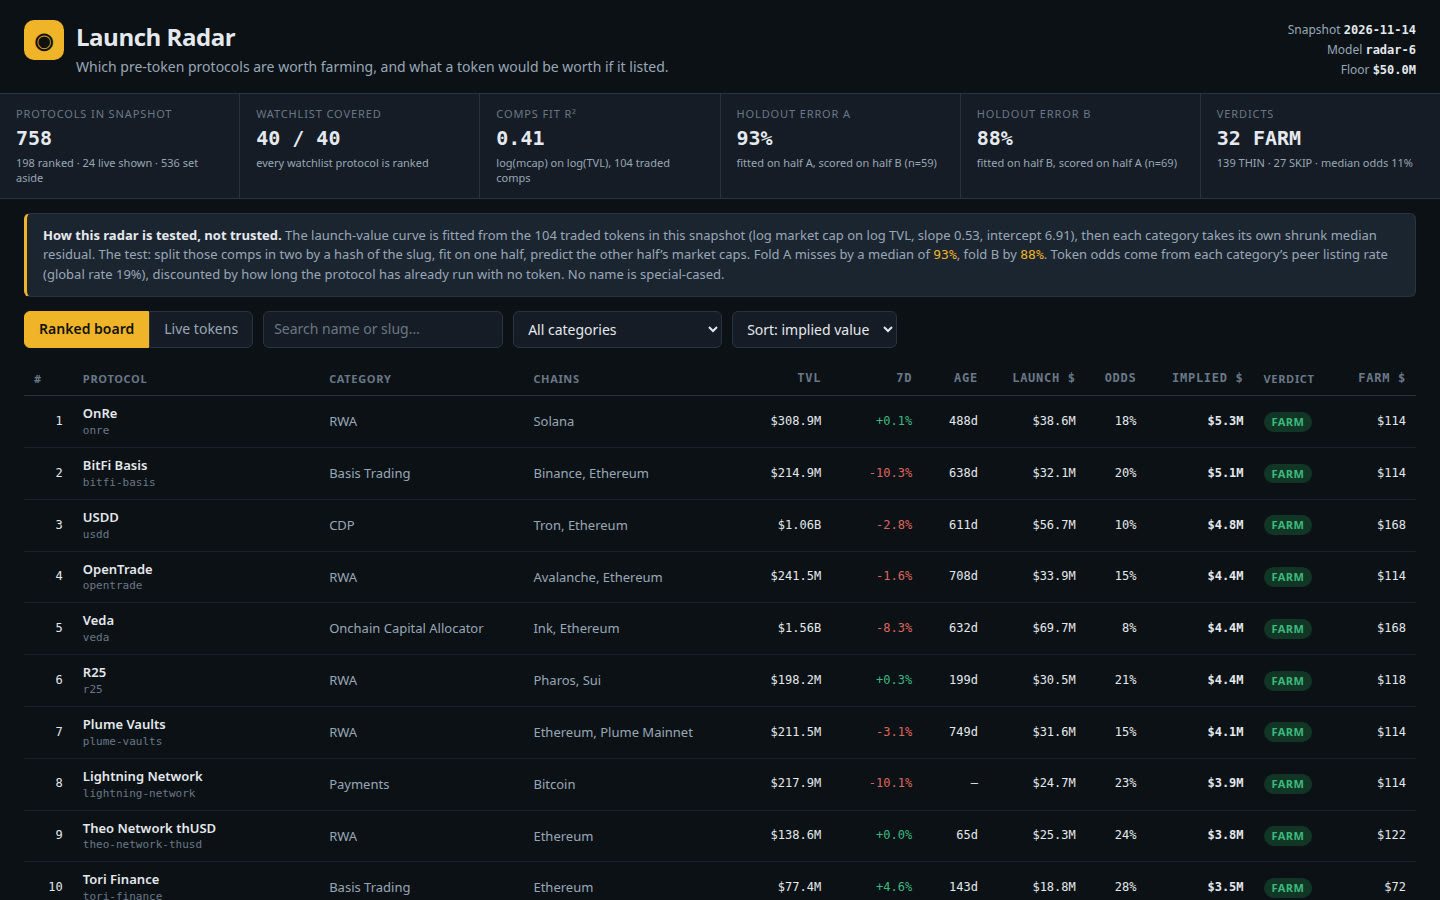 Launch Radar
Which pre-token protocols are worth farming, and what a token would be worth if it listed.
Snapshot 2026-11-14
Model radar-6
Floor $50.0M
PROTOCOLS IN SNAPSHOT
758
198 ranked · 24 live shown · 536 set
aside
WATCHLIST COVERED
40 / 40
every watchlist protocol is ranked
COMPS FIT R²
0.41
log(mcap) on log(TVL), 104 traded
comps
HOLDOUT ERROR A
93%
fitted on half A, scored on half B (n=59)
HOLDOUT ERROR B
88%
fitted on half B, scored on half A (n=69)
VERDICTS
32 FARM
139 THIN · 27 SKIP · median odds 11%
How this radar is tested, not trusted. The launch-value curve is fitted from the 104 traded tokens in this snapshot (log market cap on log TVL, slope 0.53, intercept 6.91), then each category takes its own shrunk median
residual. The test: split those comps in two by a hash of the slug, fit on one half, predict the other half's market caps. Fold A misses by a median of 93%, fold B by 88%. Token odds come from each category's peer listing rate
(global rate 19%), discounted by how long the protocol has already run with no token. No name is special-cased.
Ranked board Live tokens Search name or slug... All categories Sort: implied value
# PROTOCOL CATEGORY CHAINS TVL 7D AGE LAUNCH $ ODDS IMPLIED $ VERDICT FARM $
1 OnRe RWA Solana $308.9M +0.1% 488d $38.6M 18% $5.3M FARM $114
onre
2 BitFi Basis Basis Trading Binance, Ethereum $214.9M -10.3% 638d $32.1M 20% $5.1M FARM $114
bitfi-basis
3 USDD CDP Tron, Ethereum $1.06B -2.8% 611d $56.7M 10% $4.8M FARM $168
usdd
4 OpenTrade RWA Avalanche, Ethereum $241.5M -1.6% 708d $33.9M 15% $4.4M FARM $114
opentrade
5 Veda Onchain Capital Allocator Ink, Ethereum $1.56B -8.3% 632d $69.7M 8% $4.4M FARM $168
veda
6 R25 RWA Pharos, Sui $198.2M +0.3% 199d $30.5M 21% $4.4M FARM $118
r25
7 Plume Vaults RWA Ethereum, Plume Mainnet $211.5M -3.1% 749d $31.6M 15% $4.1M FARM $114
plume-vaults
8 Lightning Network Payments Bitcoin $217.9M -10.1% — $24.7M 23% $3.9M FARM $114
lightning-network
9 Theo Network thUSD RWA Ethereum $138.6M +0.0% 65d $25.3M 24% $3.8M FARM $122
theo-network-thusd
10 Tori Finance Basis Trading Ethereum $77.4M +4.6% 143d $18.8M 28% $3.5M FARM $72
tori-finance